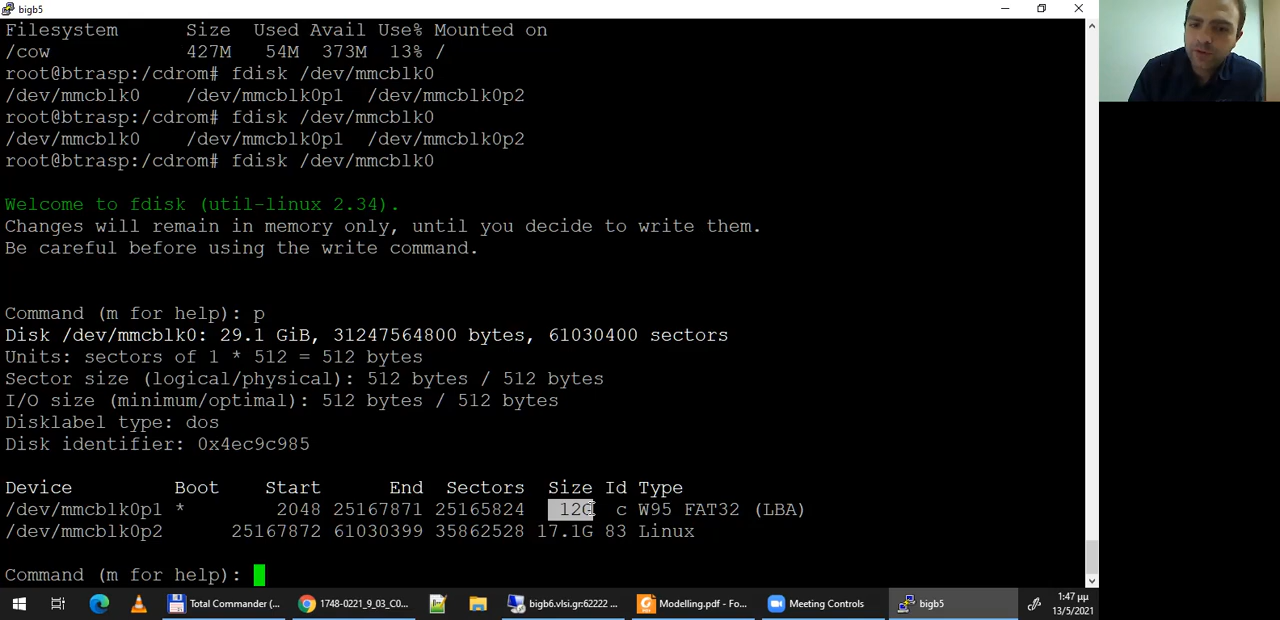 bigb5
Filesystem Size Used Avail Use% Mounted on
/cow 427M 54M 373M 13% /
root@btrasp:/cdrom# fdisk /dev/mmcblk0
/dev/mmcblk0 /dev/mmcblk0p1 /dev/mmcblk0p2
root@btrasp:/cdrom# fdisk /dev/mmcblk0
/dev/mmcblk0 /dev/mmcblk0p1 /dev/mmcblk0p2
root@btrasp:/cdrom# fdisk /dev/mmcblk0
Welcome to fdisk (util-linux 2.34).
Changes will remain in memory only, until you decide to write them.
Be careful before using the write command.
Command (m for help): p
Disk /dev/mmcblk0: 29.1 GiB, 31247564800 bytes, 61030400 sectors
Units: sectors of 1 * 512 = 512 bytes
Sector size (logical/physical): 512 bytes / 512 bytes
I/O size (minimum/optimal): 512 bytes / 512 bytes
Disklabel type: dos
Disk identifier: 0x4ec9c985
Device Boot Start End Sectors Size Id Type
/dev/mmcblk0p1 * 2048 25167871 25165824 12G c W95 FAT32 (LBA)
/dev/mmcblk0p2 25167872 61030399 35862528 17.1G 83 Linux
Command (m for help):
Total Commander (... 1748-0221_9_03_C0... bigb6.vlsi.gr:62222 ... Modelling.pdf - Fo... Meeting Controls bigb5 1:47 μμ
13/5/2021